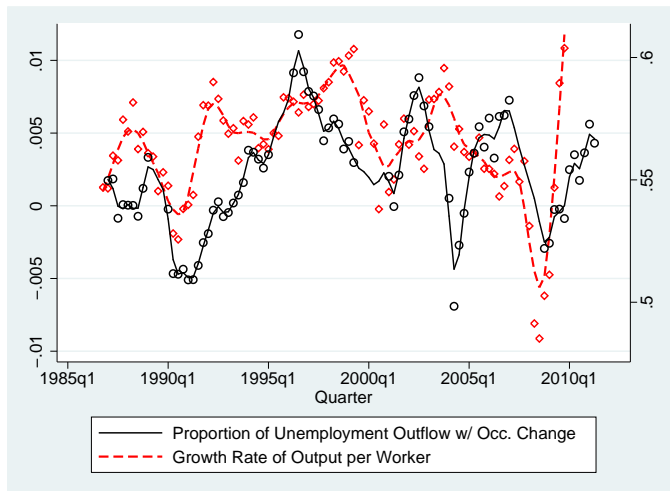 .01
.005
0
-.005
-.01
.6
.55
.5
1985q1 1990q1 1995q1 2000q1 2005q1 2010q1
Quarter
Proportion of Unemployment Outflow w/ Occ. Change
Growth Rate of Output per Worker